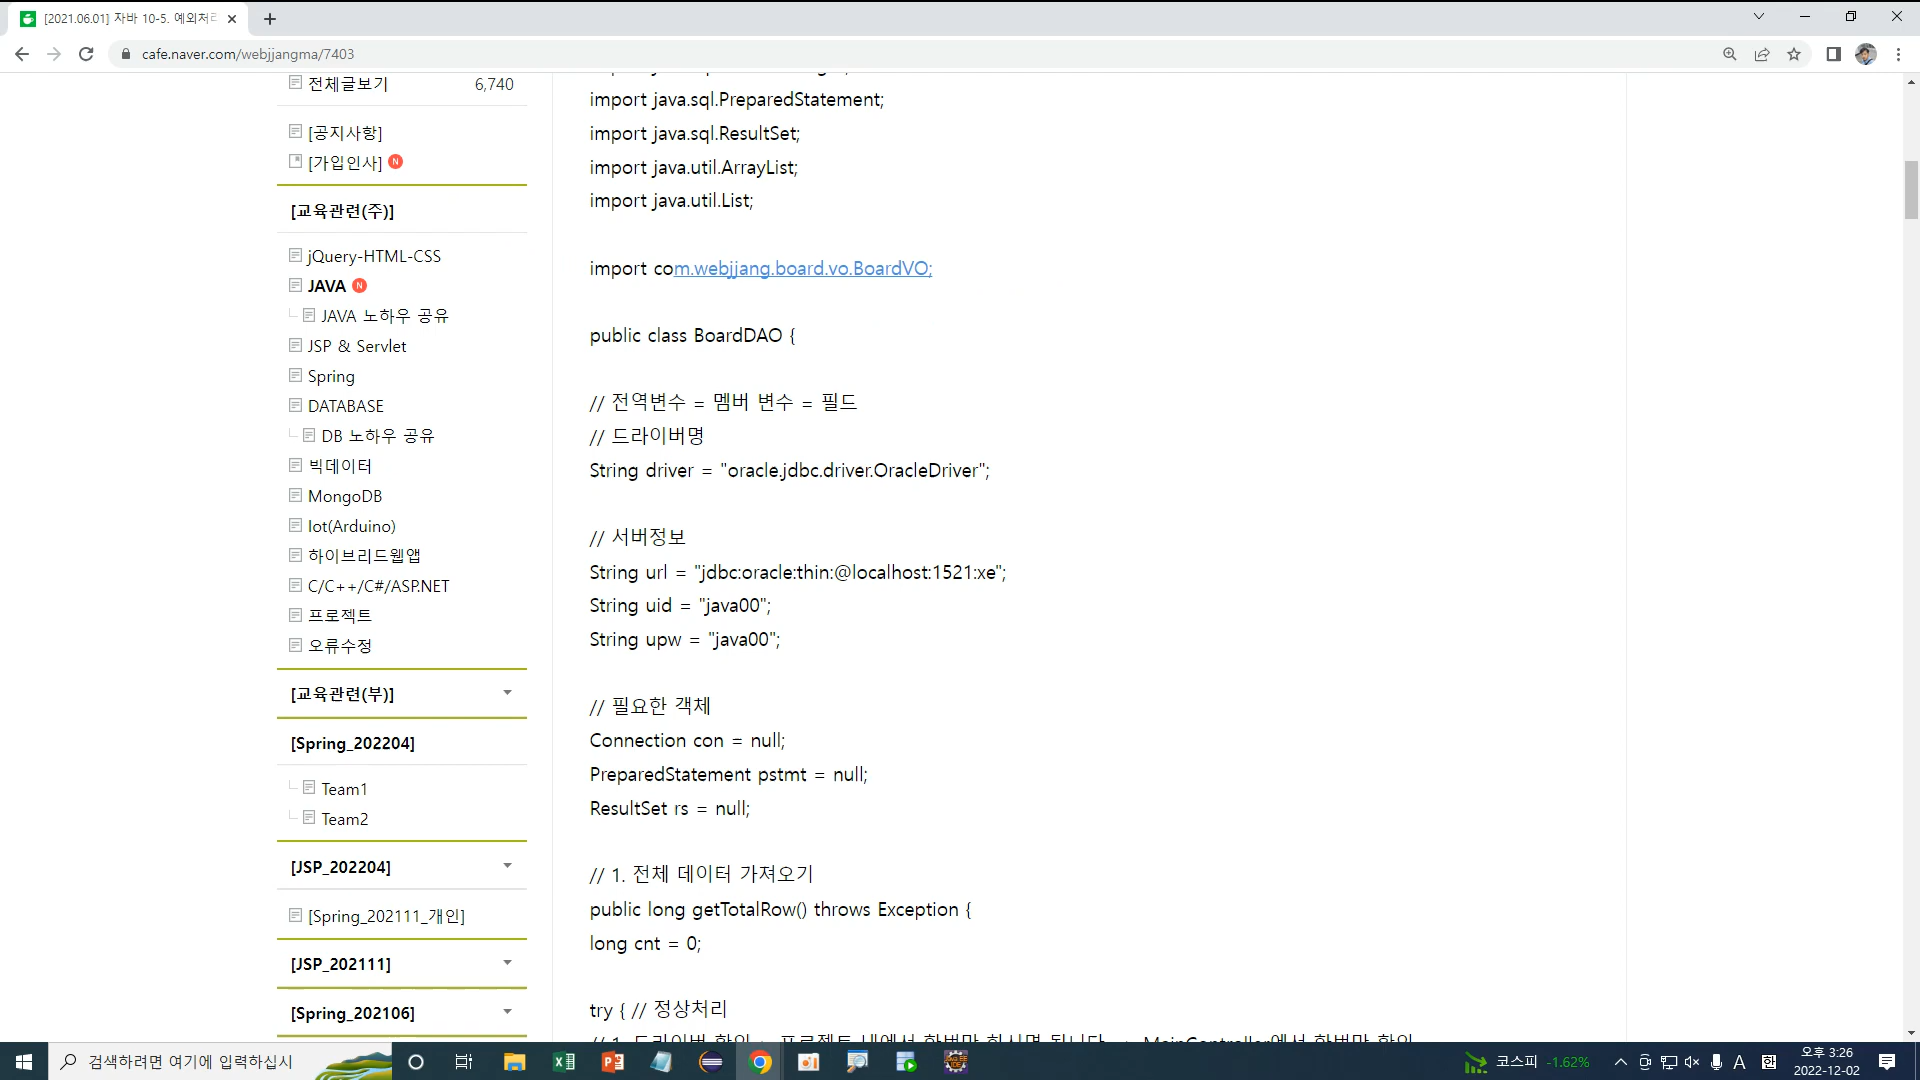 [2021.06.01] 자바 10-5. 예외처리
cafe.naver.com/webjjangma/7403
전체글보기 6,740
[공지사항]
[가입인사] N
[교육관련(주)]
jQuery-HTML-CSS
JAVA N
JAVA 노하우 공유
JSP & Servlet
Spring
DATABASE
DB 노하우 공유
빅데이터
MongoDB
Iot(Arduino)
하이브리드웹앱
C/C++/C#/ASP.NET
프로젝트
오류수정
[교육관련(부)]
[Spring_202204]
Team1
Team2
[JSP_202204]
[Spring_202111_개인]
[JSP_202111]
[Spring_202106]
import java.sql.PreparedStatement;
import java.sql.ResultSet;
import java.util.ArrayList;
import java.util.List;
import com.webjjang.board.vo.BoardVO;
public class BoardDAO {
// 전역변수 = 멤버 변수 = 필드
// 드라이버명
String driver = "oracle.jdbc.driver.OracleDriver";
// 서버정보
String url = "jdbc:oracle:thin:@localhost:1521:xe";
String uid = "java00";
String upw = "java00";
// 필요한 객체
Connection con = null;
PreparedStatement pstmt = null;
ResultSet rs = null;
// 1. 전체 데이터 가져오기
public long getTotalRow() throws Exception {
long cnt = 0;
try { // 정상처리
검색하려면 여기에 입력하십시
코스피 -1.62%
A
오후 3:26
2022-12-02